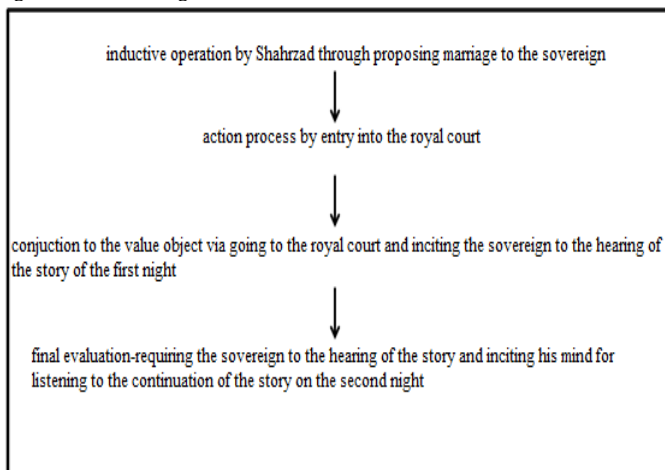 inductive operation by Shahrzad through proposing marriage to the sovereign
action process by entry into the royal court
conjuction to the value object via going to the royal court and inciting the sovereign to the hearing of
the story of the first night
final evaluation-requiring the sovereign to the hearing of the story and inciting his mind for
listening to the continuation of the story on the second night